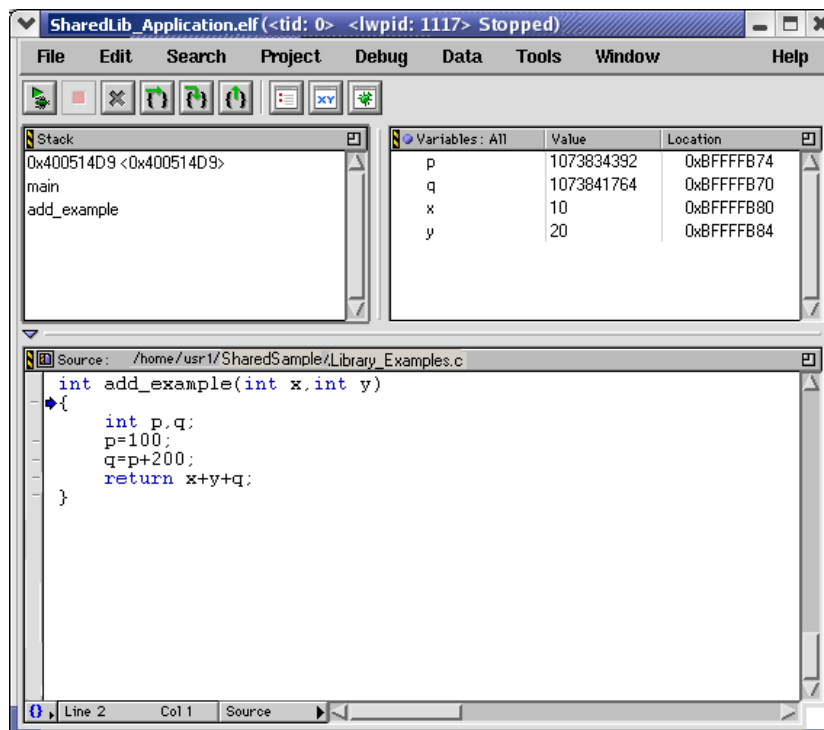 SharedLib_Application.elf (<tid: 0> <lwpid: 1117> Stopped)
File Edit Search Project Debug Data Tools Window Help
XY
Stack
0x400514D9 <0x400514D9>
main
add_example
Variables : All Value Location
p 1073834392 0xBFFFFB74
q 1073841764 0xBFFFFB70
x 10 0xBFFFFB80
y 20 0xBFFFFB84
Source : /home/usr1/SharedSample/Library_Examples.c
int add_example(int x,int y)
{
int p,q;
p=100;
q=p+200;
return x+y+q;
}
{} Line 2 Col 1 Source